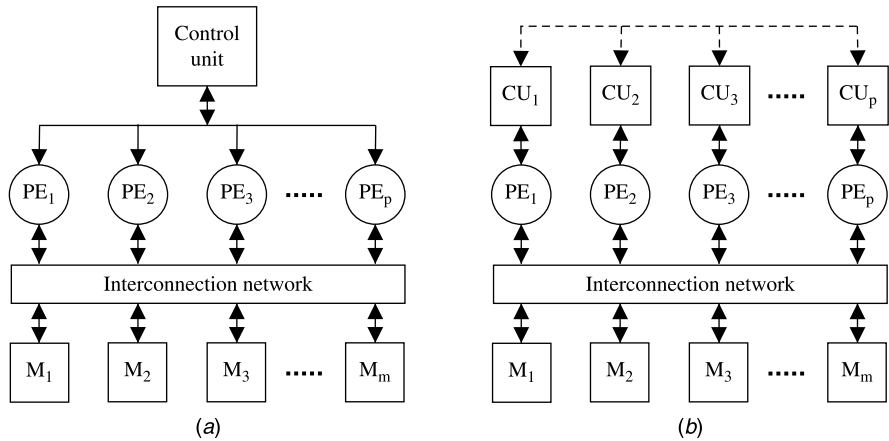 Control
unit
PE1 PE2 PE3 ..... PEp
Interconnection network
M1 M2 M3 ..... Mm
(a)
CU1 CU2 CU3 ..... CUp
PE1 PE2 PE3 ..... PEp
Interconnection network
M1 M2 M3 ..... Mm
(b)